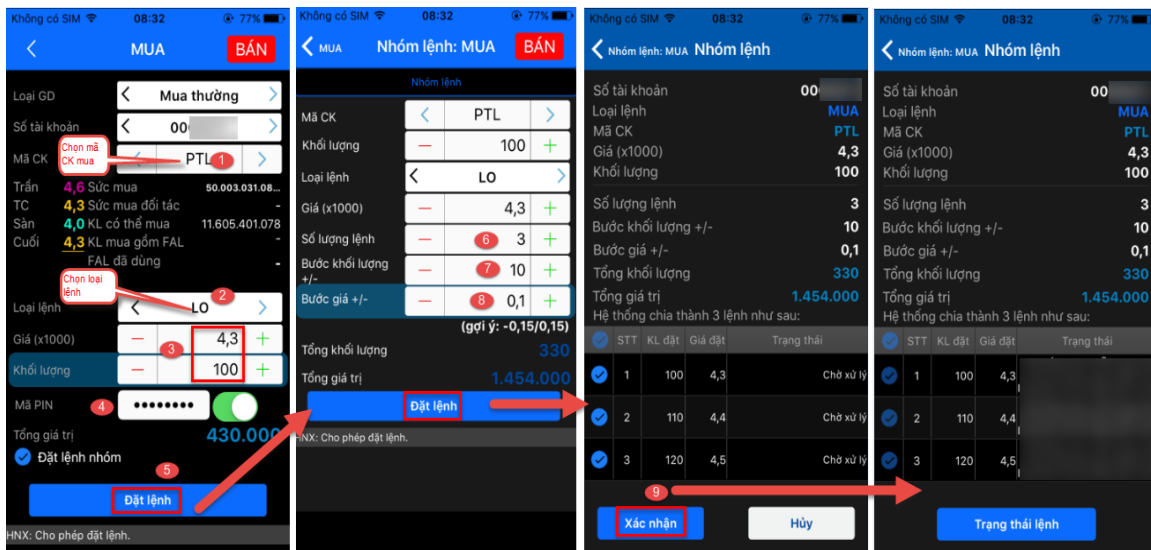 Không có SIM 08:32 77%
MUA BÁN
Loại GD Mua thường
Số tài khoản 00
Chọn mã
CK mua
Mã CK PTL 1
Trần 4,6 Sức mua 50.003.031.08...
TC 4,3 Sức mua đối tác -
Sàn 4,0 KL có thể mua 11.605.401.078
Cuối 4,3 KL mua gồm FAL -
FAL đã dùng -
Chọn loại
lệnh
2
Loại lệnh LO
Giá (x1000) − 4,3 +
3
Khối lượng − 100 +
Mã PIN 4 ••••••••
Tổng giá trị 430.000
Đặt lệnh nhóm
5
Đặt lệnh
HNX: Cho phép đặt lệnh.
Không có SIM 08:32 77%
MUA Nhóm lệnh: MUA BÁN
Nhóm lệnh
Mã CK PTL
Khối lượng − 100 +
Loại lệnh LO
Giá (x1000) − 4,3 +
Số lượng lệnh − 6 3 +
Bước khối lượng
+/- − 7 10 +
Bước giá +/- − 8 0,1 +
(gợi ý: -0,15/0,15)
Tổng khối lượng 330
Tổng giá trị 1.454.000
Đặt lệnh
HNX: Cho phép đặt lệnh.
Không có SIM 08:32 77%
Nhóm lệnh: MUA Nhóm lệnh
Số tài khoản 00
Loại lệnh MUA
Mã CK PTL
Giá (x1000) 4,3
Khối lượng 100
Số lượng lệnh 3
Bước khối lượng +/- 10
Bước giá +/- 0,1
Tổng khối lượng 330
Tổng giá trị 1.454.000
Hệ thống chia thành 3 lệnh như sau:
STT KL đặt Giá đặt Trạng thái
1 100 4,3 Chờ xử lý
2 110 4,4 Chờ xử lý
3 120 4,5 Chờ xử lý
9
Xác nhận Hủy
Không có SIM 08:32 77%
Nhóm lệnh: MUA Nhóm lệnh
Số tài khoản 00
Loại lệnh MUA
Mã CK PTL
Giá (x1000) 4,3
Khối lượng 100
Số lượng lệnh 3
Bước khối lượng +/- 10
Bước giá +/- 0,1
Tổng khối lượng 330
Tổng giá trị 1.454.000
Hệ thống chia thành 3 lệnh như sau:
STT KL đặt Giá đặt Trạng thái
1 100 4,3
2 110 4,4
3 120 4,5
Trạng thái lệnh